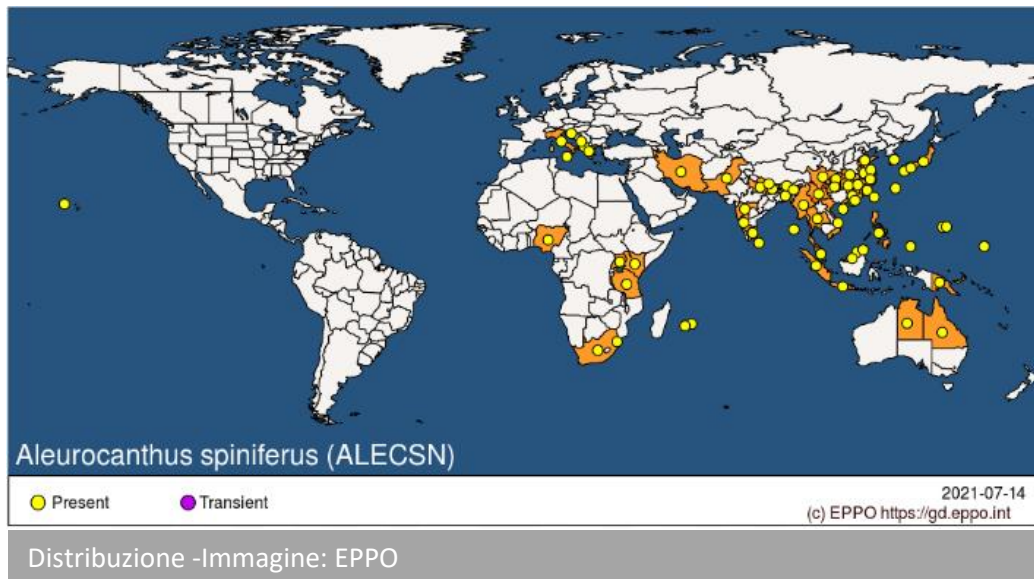 Aleurocanthus spiniferus (ALECSN)
Present
Transient
2021-07-14
(c) EPPO https://gd.eppo.int
Distribuzione -Immagine: EPPO